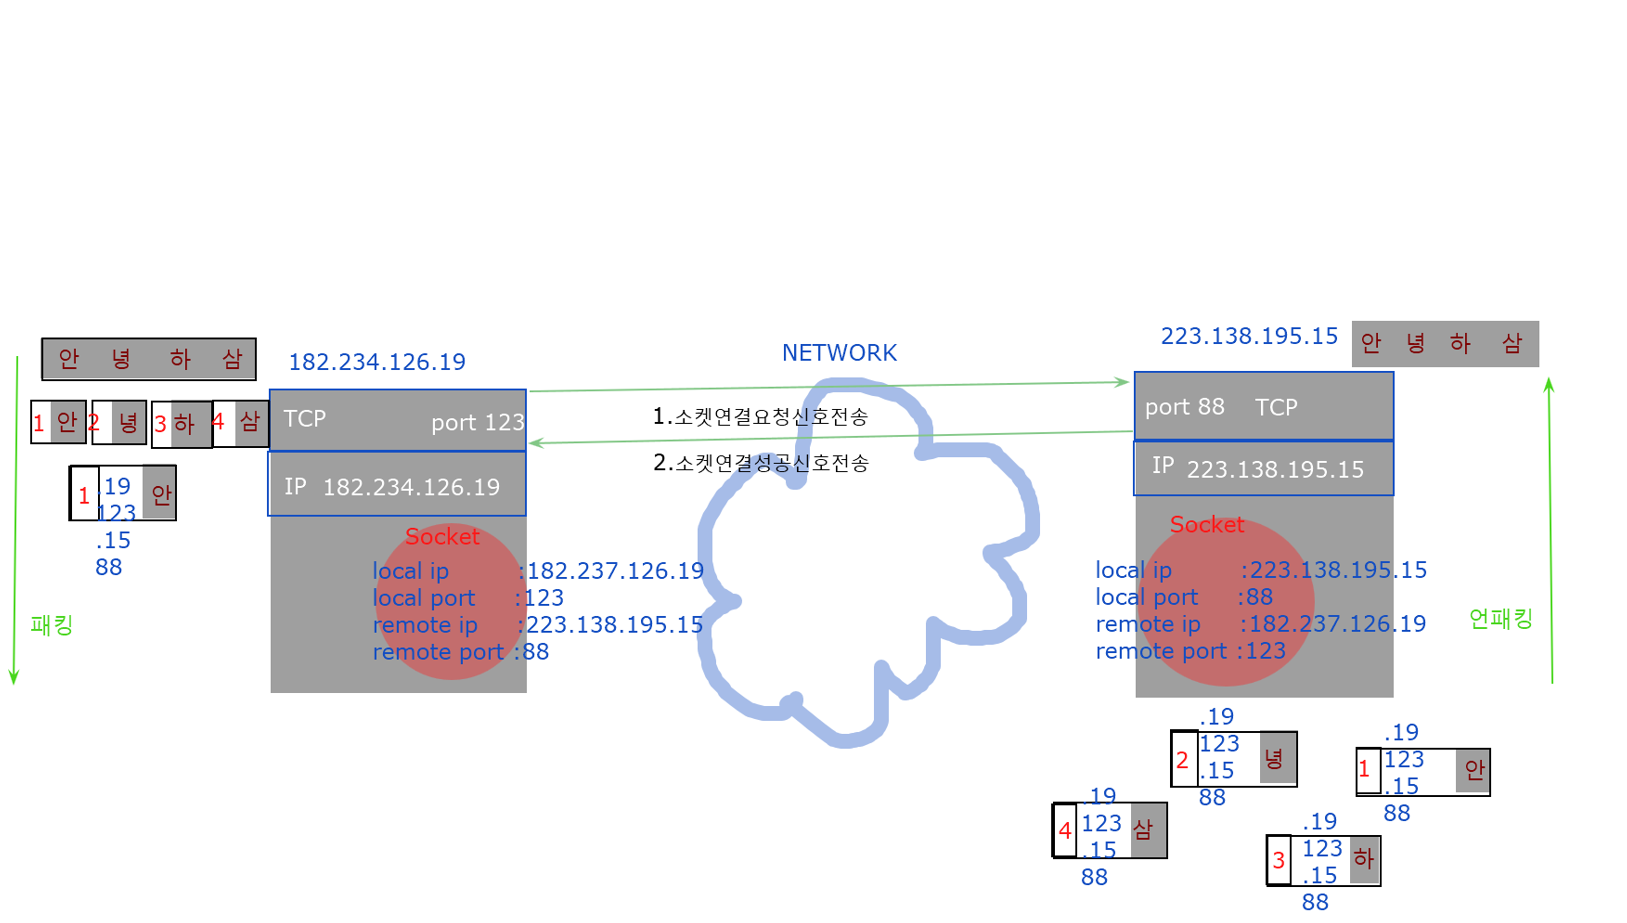 안 녕 하 삼
182.234.126.19
1 안 2 녕 3 하 4 삼
TCP port 123
IP 182.234.126.19
1 .19 안
123
.15
88
패킹
Socket
local ip :182.237.126.19
local port :123
remote ip :223.138.195.15
remote port :88
NETWORK
1.소켓연결요청신호전송
2.소켓연결성공신호전송
223.138.195.15
안 녕 하 삼
port 88 TCP
IP 223.138.195.15
Socket
local ip :223.138.195.15
local port :88
remote ip :182.237.126.19
remote port :123
언패킹
.19
2 123 녕
.15
88
.19
1 123 안
.15
88
.19
4 123 삼
.15
88
.19
3 123 하
.15
88